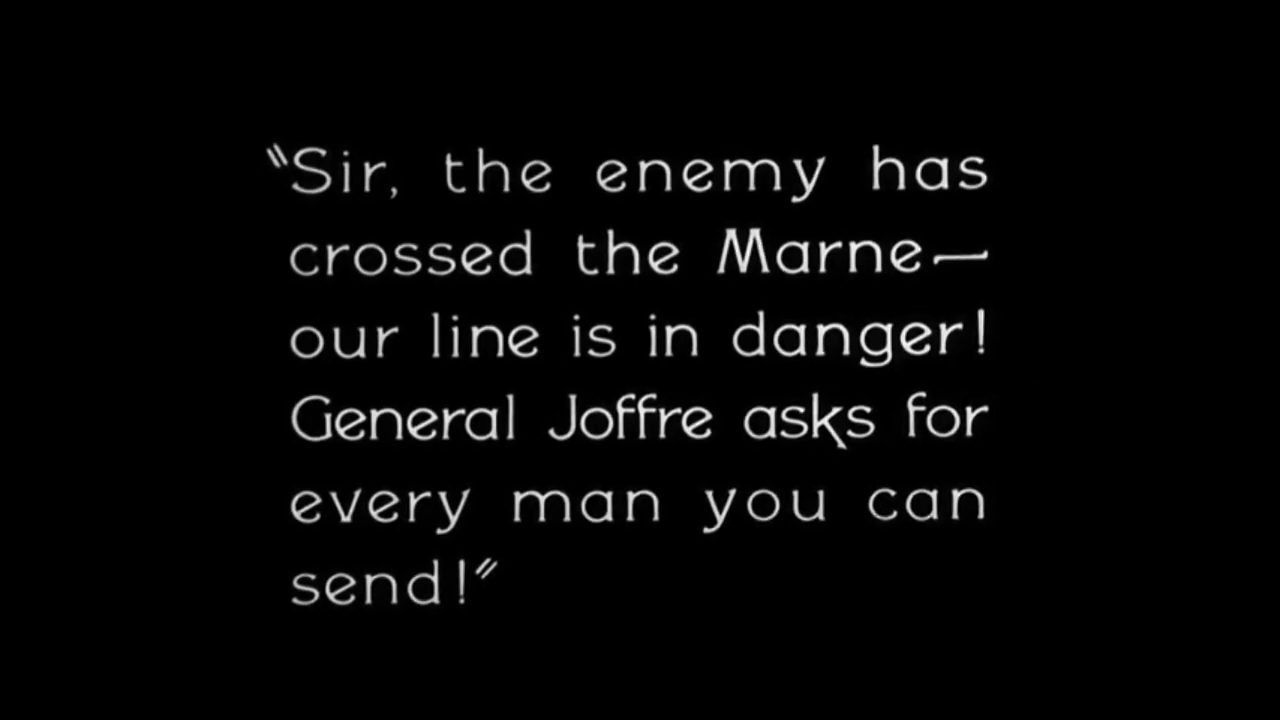 "Sir, the enemy has
crossed the Marne—
our line is in danger!
General Joffre asks for
every man you can
send!"